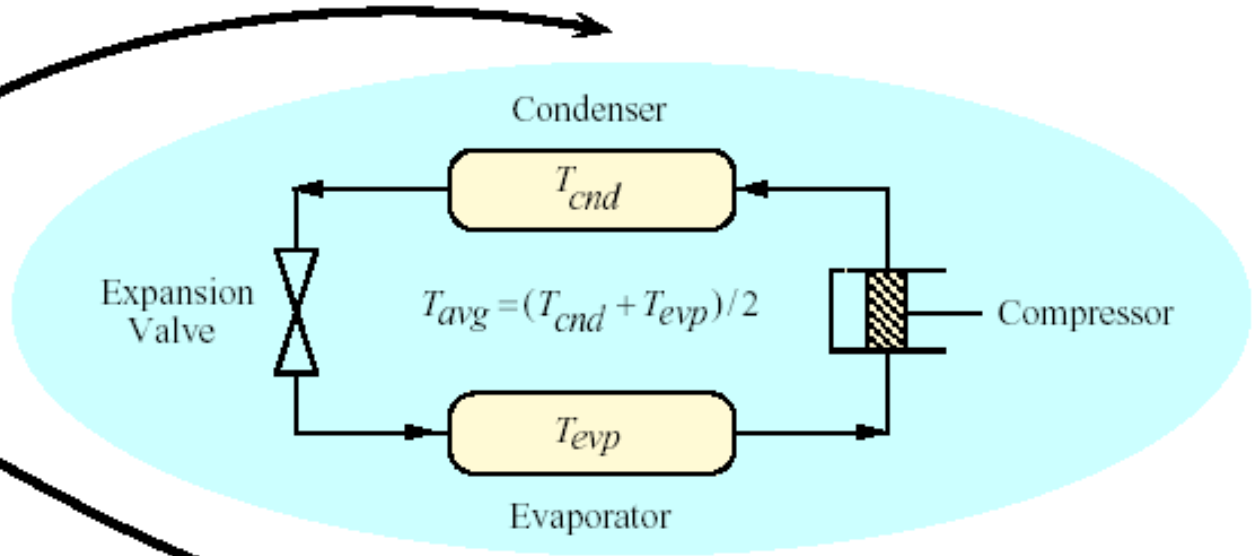 Condenser
T_cnd
Expansion
Valve
T_avg = (T_cnd + T_evp)/2
Compressor
T_evp
Evaporator